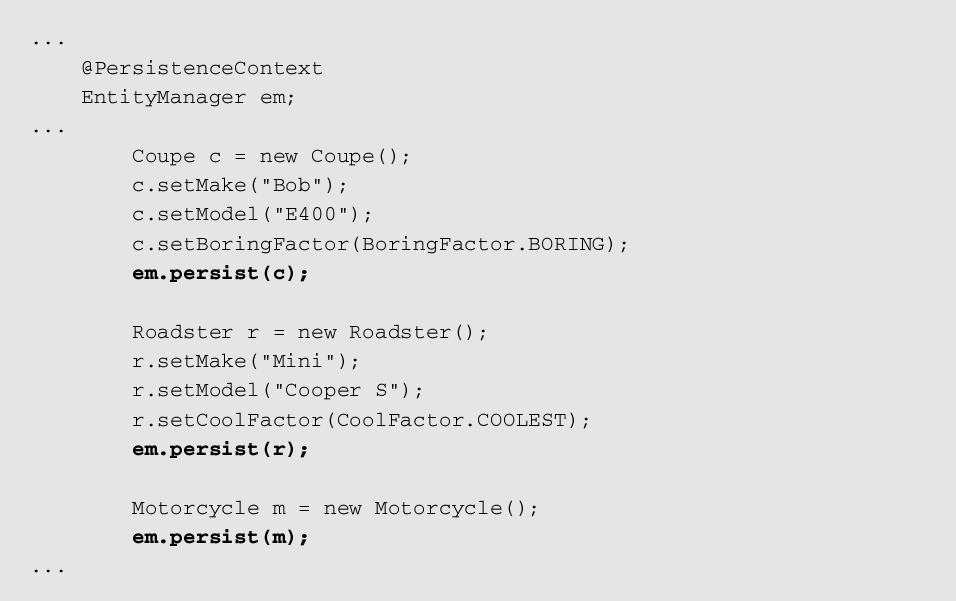 ...
    @PersistenceContext
    EntityManager em;
...
        Coupe c = new Coupe();
        c.setMake("Bob");
        c.setModel("E400");
        c.setBoringFactor(BoringFactor.BORING);
        em.persist(c);

        Roadster r = new Roadster();
        r.setMake("Mini");
        r.setModel("Cooper S");
        r.setCoolFactor(CoolFactor.COOLEST);
        em.persist(r);

        Motorcycle m = new Motorcycle();
        em.persist(m);
...